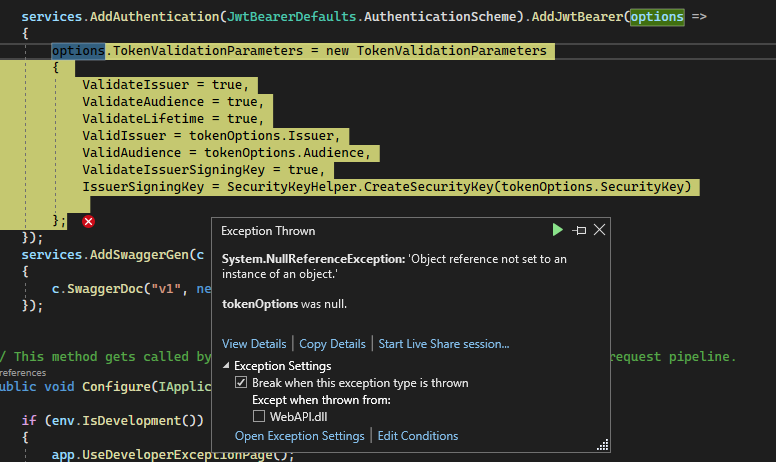 services.AddAuthentication(JwtBearerDefaults.AuthenticationScheme).AddJwtBearer(options =>
{
options.TokenValidationParameters = new TokenValidationParameters
{
ValidateIssuer = true,
ValidateAudience = true,
ValidateLifetime = true,
ValidIssuer = tokenOptions.Issuer,
ValidAudience = tokenOptions.Audience,
ValidateIssuerSigningKey = true,
IssuerSigningKey = SecurityKeyHelper.CreateSecurityKey(tokenOptions.SecurityKey)
};
});
services.AddSwaggerGen(c
{
c.SwaggerDoc("v1", ne
});
Exception Thrown
System.NullReferenceException: 'Object reference not set to an
instance of an object.'
tokenOptions was null.
View Details | Copy Details | Start Live Share session...
Exception Settings
Break when this exception type is thrown
Except when thrown from:
WebAPI.dll
Open Exception Settings | Edit Conditions
/ This method gets called by
request pipeline.
references
ublic void Configure(IApplic
if (env.IsDevelopment())
{
app.UseDeveloperExceptionPage();